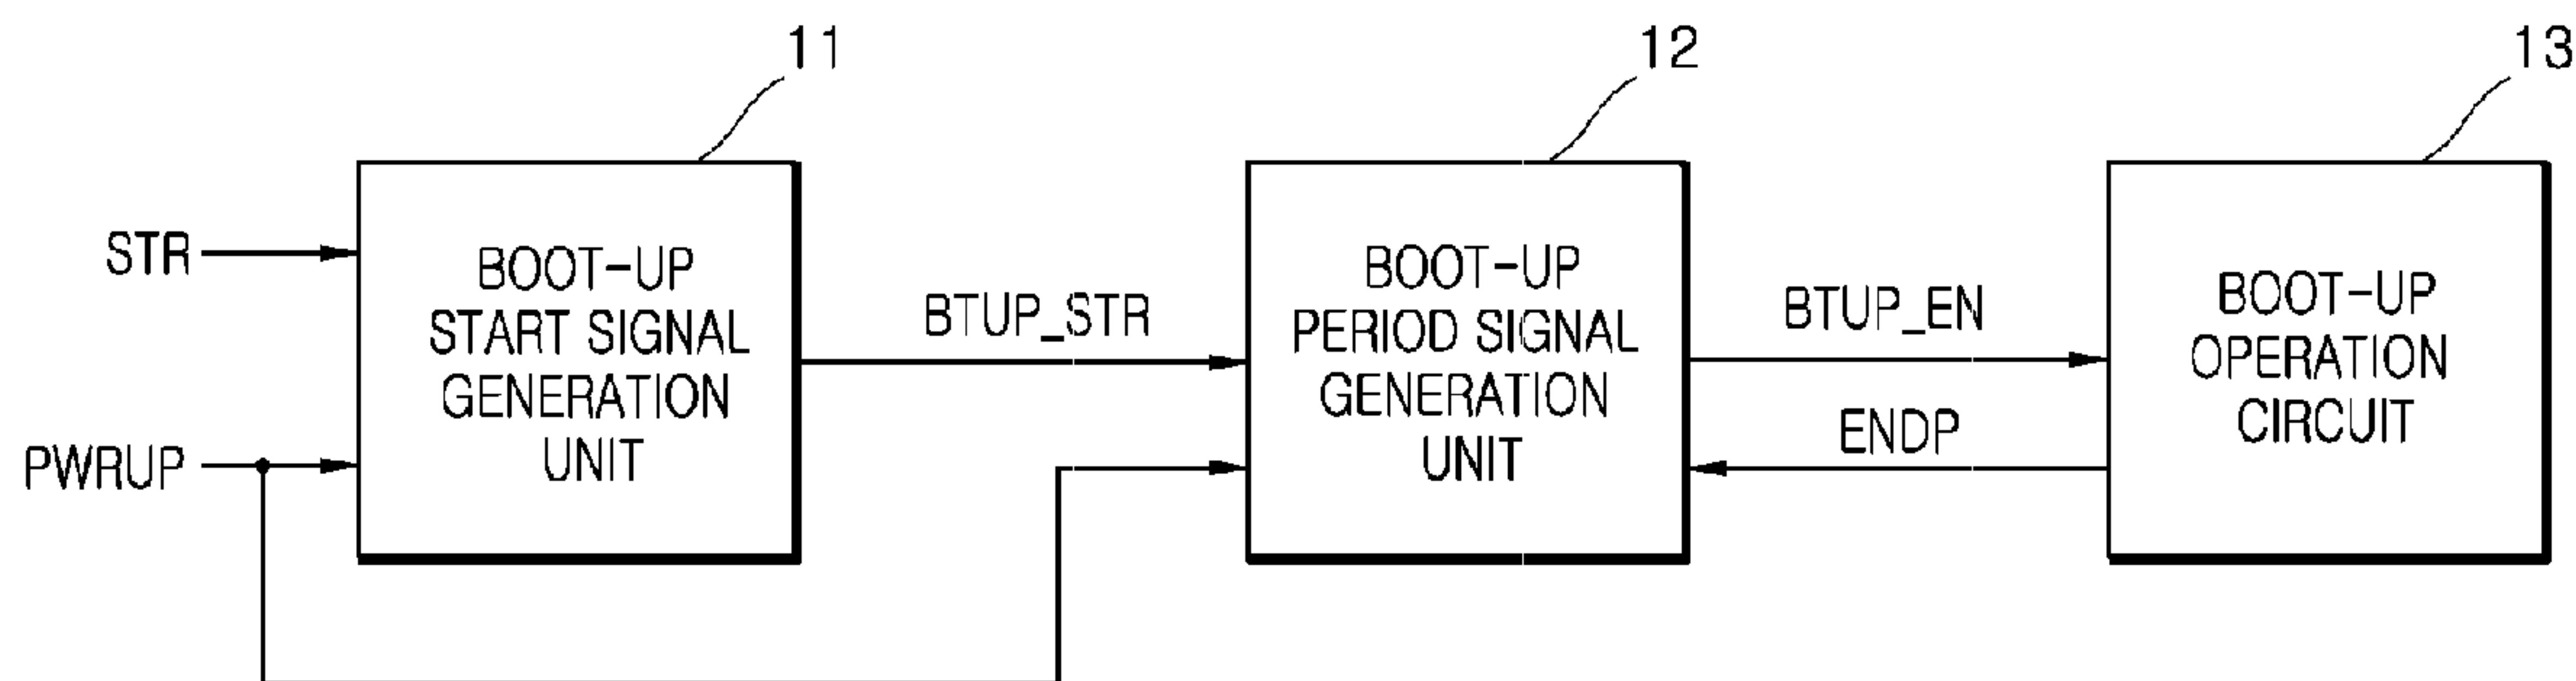 11
12
13
STR
PWRUP
BOOT-UP
START SIGNAL
GENERATION
UNIT
BTUP_STR
BOOT-UP
PERIOD SIGNAL
GENERATION
UNIT
BTUP_EN
ENDP
BOOT-UP
OPERATION
CIRCUIT